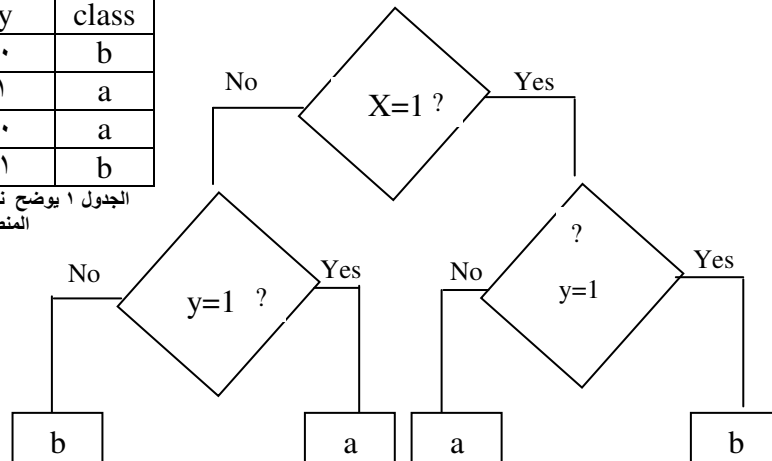 y class
٠ b
١ a
٠ a
١ b
الجدول ١ يوضح
No X=1 ? Yes
No y=1 ? Yes
No ? y=1 Yes
b a a b